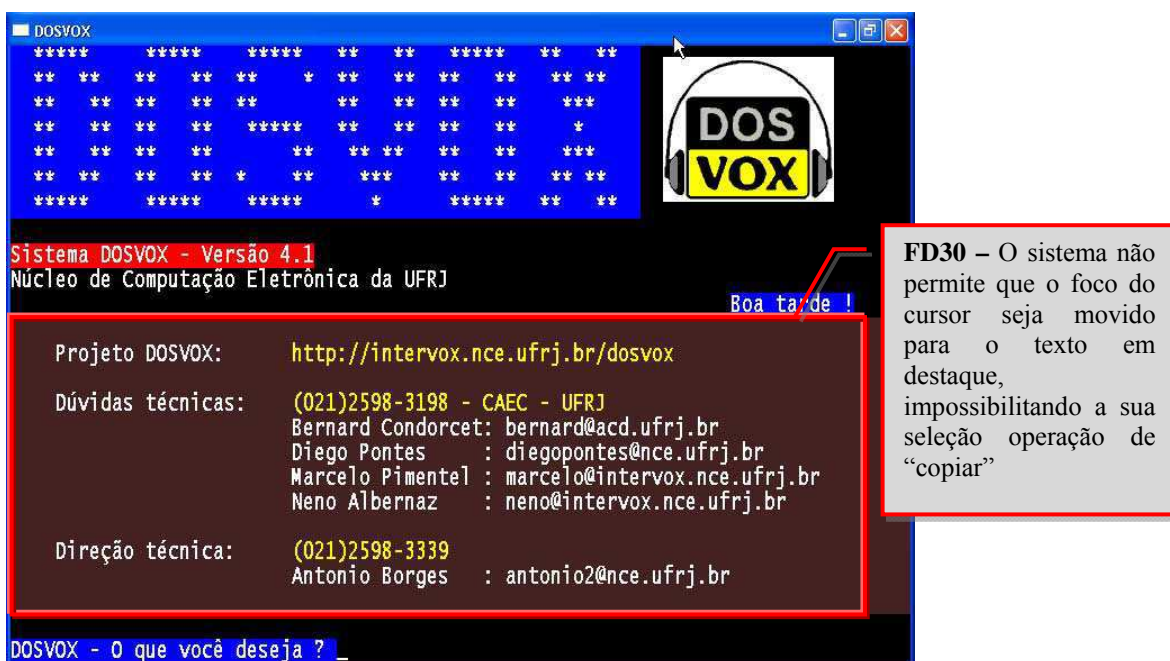 DOSVOX
DOS
VOX
Sistema DOSVOX - Versão 4.1
Núcleo de Computação Eletrônica da UFRJ
Boa tarde !
Projeto DOSVOX: http://intervox.nce.ufrj.br/dosvox
Dúvidas técnicas: (021)2598-3198 - CAEC - UFRJ
Bernard Condorcet: bernard@acd.ufrj.br
Diego Pontes : diegopontes@nce.ufrj.br
Marcelo Pimentel : marcelo@intervox.nce.ufrj.br
Neno Albernaz : neno@intervox.nce.ufrj.br
Direção técnica: (021)2598-3339
Antonio Borges : antonio2@nce.ufrj.br
DOSVOX - O que você deseja ? _
FD30 – O sistema não
permite que o foco do
cursor seja movido
para o texto em
destaque,
impossibilitando a sua
seleção operação de
“copiar”